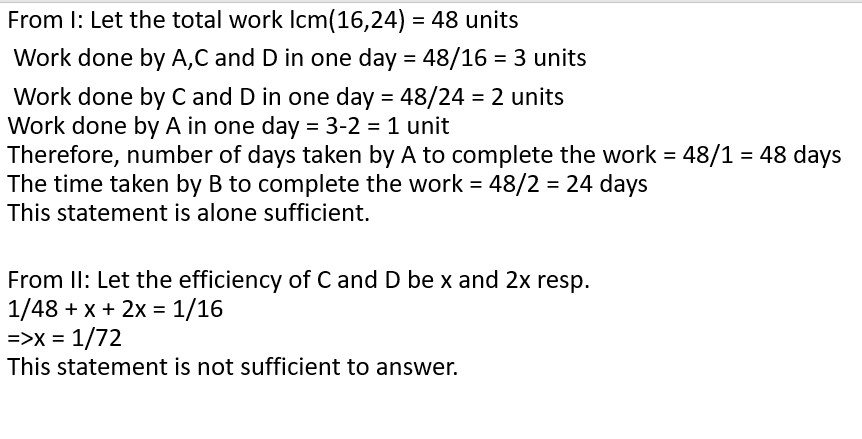 From I: Let the total work lcm(16,24) = 48 units
Work done by A,C and D in one day = 48/16 = 3 units
Work done by C and D in one day = 48/24 = 2 units
Work done by A in one day = 3-2 = 1 unit
Therefore, number of days taken by A to complete the work = 48/1 = 48 days
The time taken by B to complete the work = 48/2 = 24 days
This statement is alone sufficient.
From II: Let the efficiency of C and D be x and 2x resp.
1/48 + x + 2x = 1/16
=>x = 1/72
This statement is not sufficient to answer.